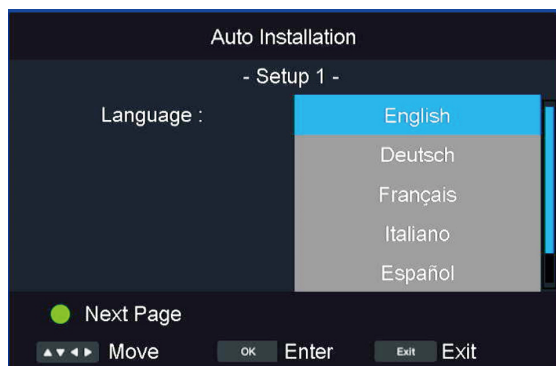 Auto Installation
- Setup 1 -
Language : English
Deutsch
Français
Italiano
Español
Next Page
Move OK Enter Exit Exit